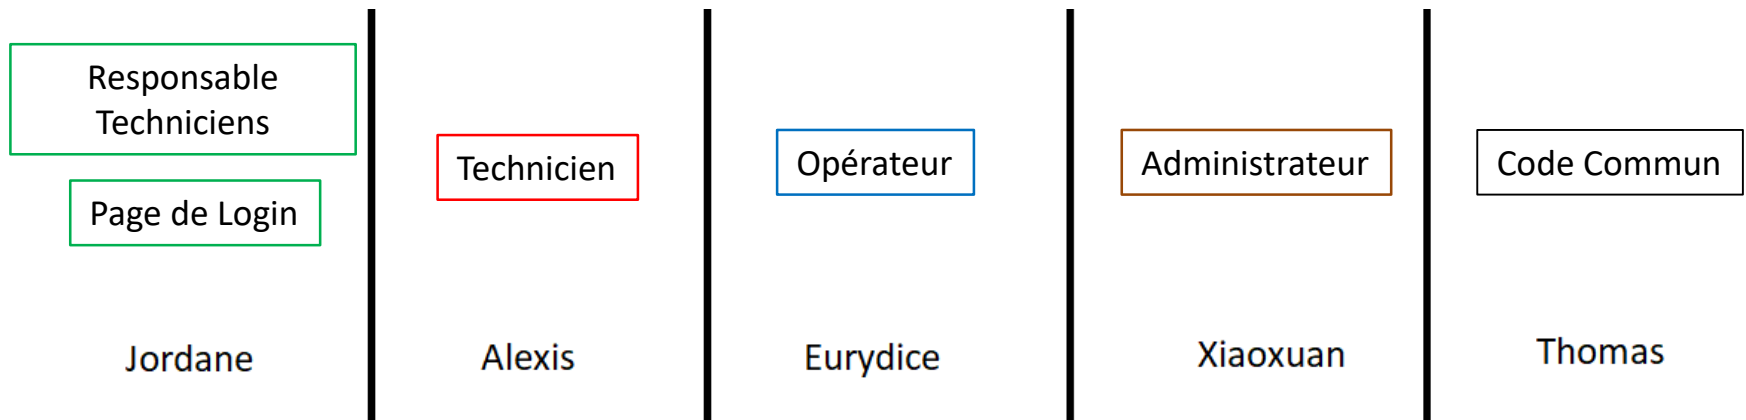 Responsable
Techniciens
Page de Login
Jordane
Technicien
Alexis
Opérateur
Eurydice
Administrateur
Xiaoxuan
Code Commun
Thomas